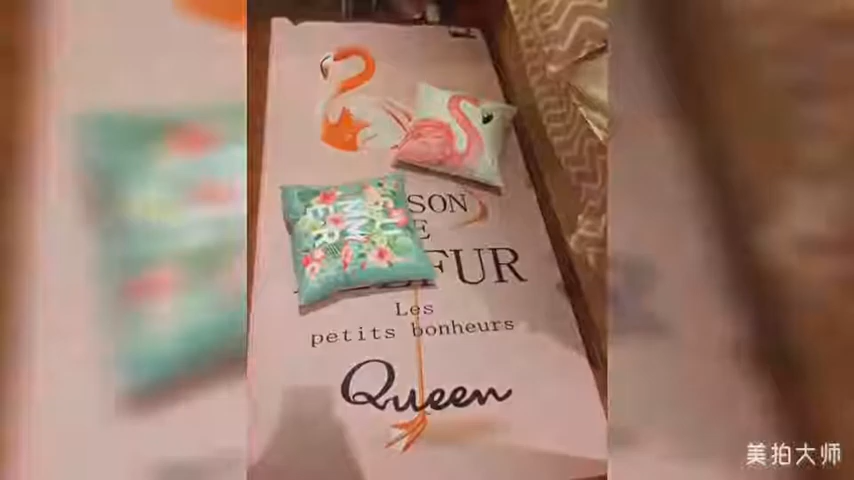 SON
FUR
Les
petits bonheurs
Queen
美拍大师